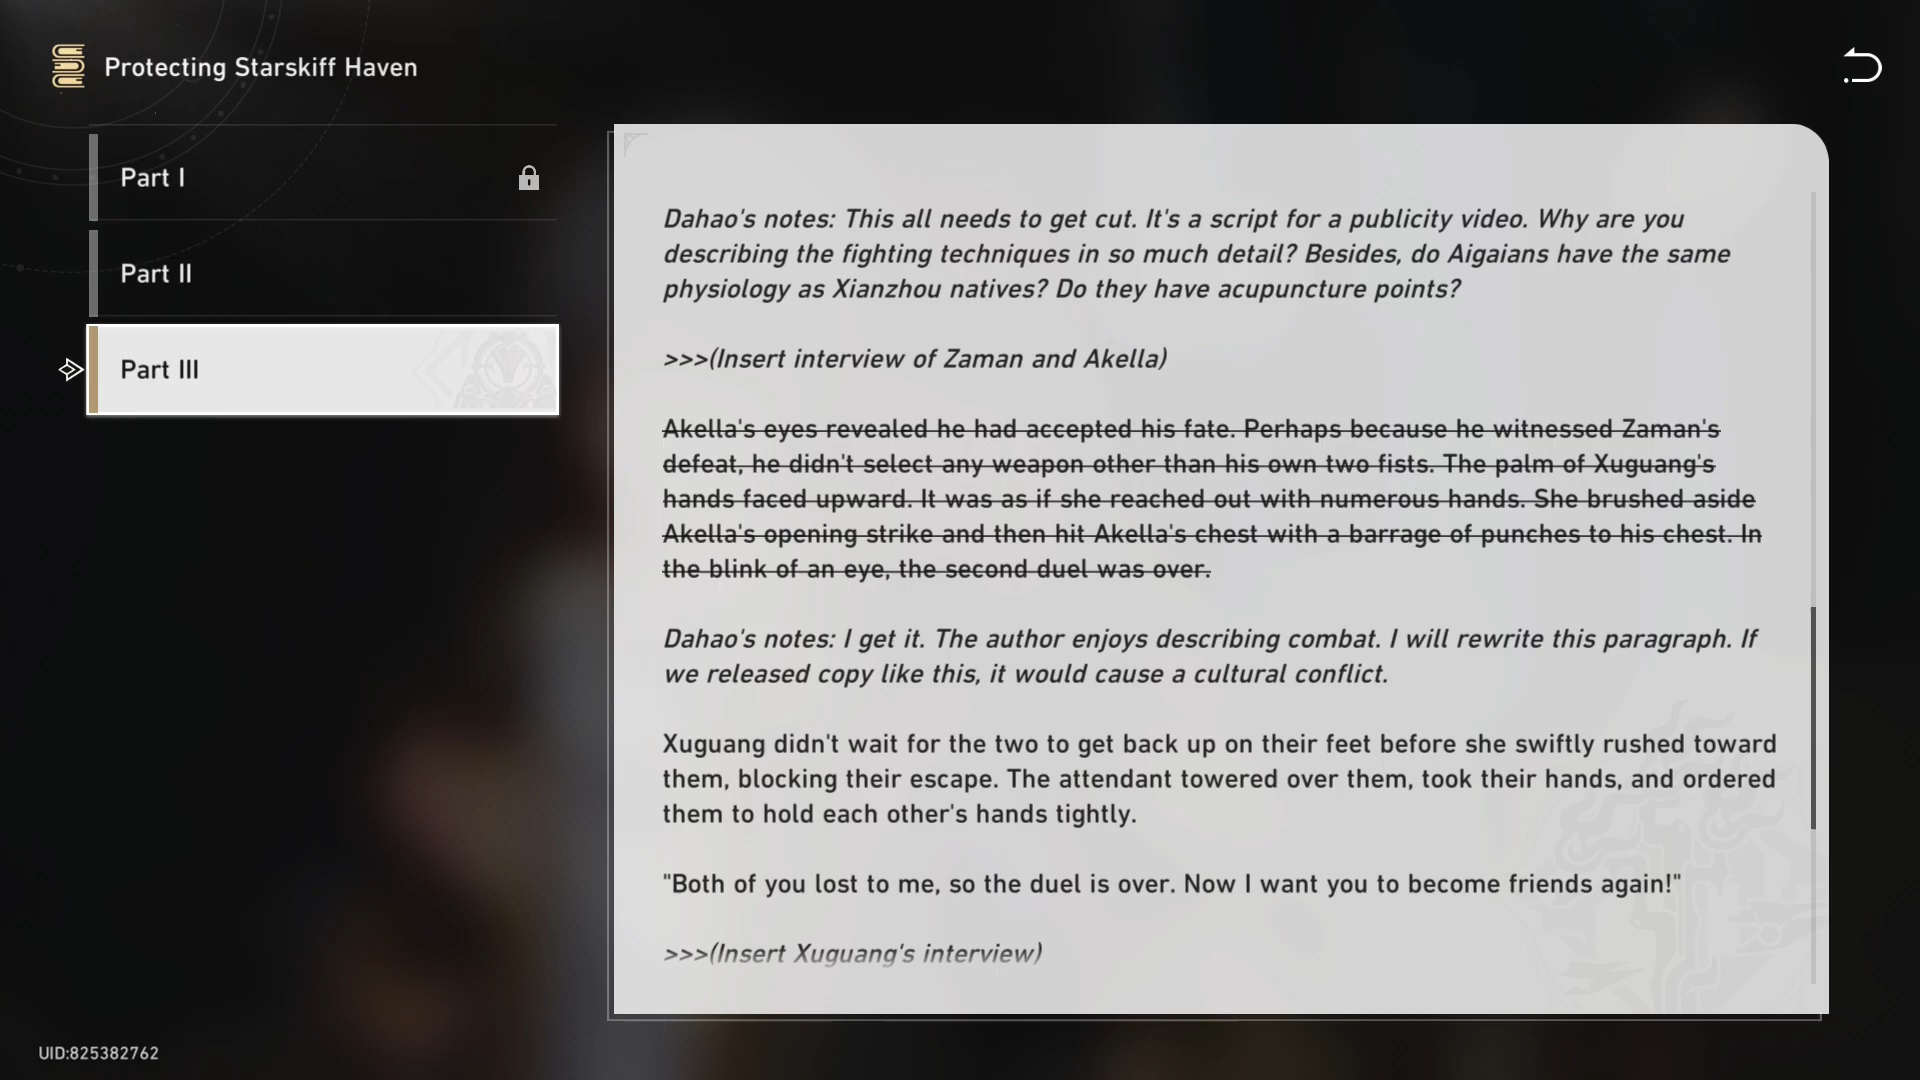 Protecting Starskiff Haven
Part I
Part II
Part III
Dahao's notes: This all needs to get cut. It's a script for a publicity video. Why are you
describing the fighting techniques in so much detail? Besides, do Aigaians have the same
physiology as Xianzhou natives? Do they have acupuncture points?
>>>(Insert interview of Zaman and Akella)
Akella's eyes revealed he had accepted his fate. Perhaps because he witnessed Zaman's
defeat, he didn't select any weapon other than his own two fists. The palm of Xuguang's
hands faced upward. It was as if she reached out with numerous hands. She brushed aside
Akella's opening strike and then hit Akella's chest with a barrage of punches to his chest. In
the blink of an eye, the second duel was over.
Dahao's notes: I get it. The author enjoys describing combat. I will rewrite this paragraph. If
we released copy like this, it would cause a cultural conflict.
Xuguang didn't wait for the two to get back up on their feet before she swiftly rushed toward
them, blocking their escape. The attendant towered over them, took their hands, and ordered
them to hold each other's hands tightly.
"Both of you lost to me, so the duel is over. Now I want you to become friends again!"
>>>(Insert Xuguang's interview)
UID:825382762